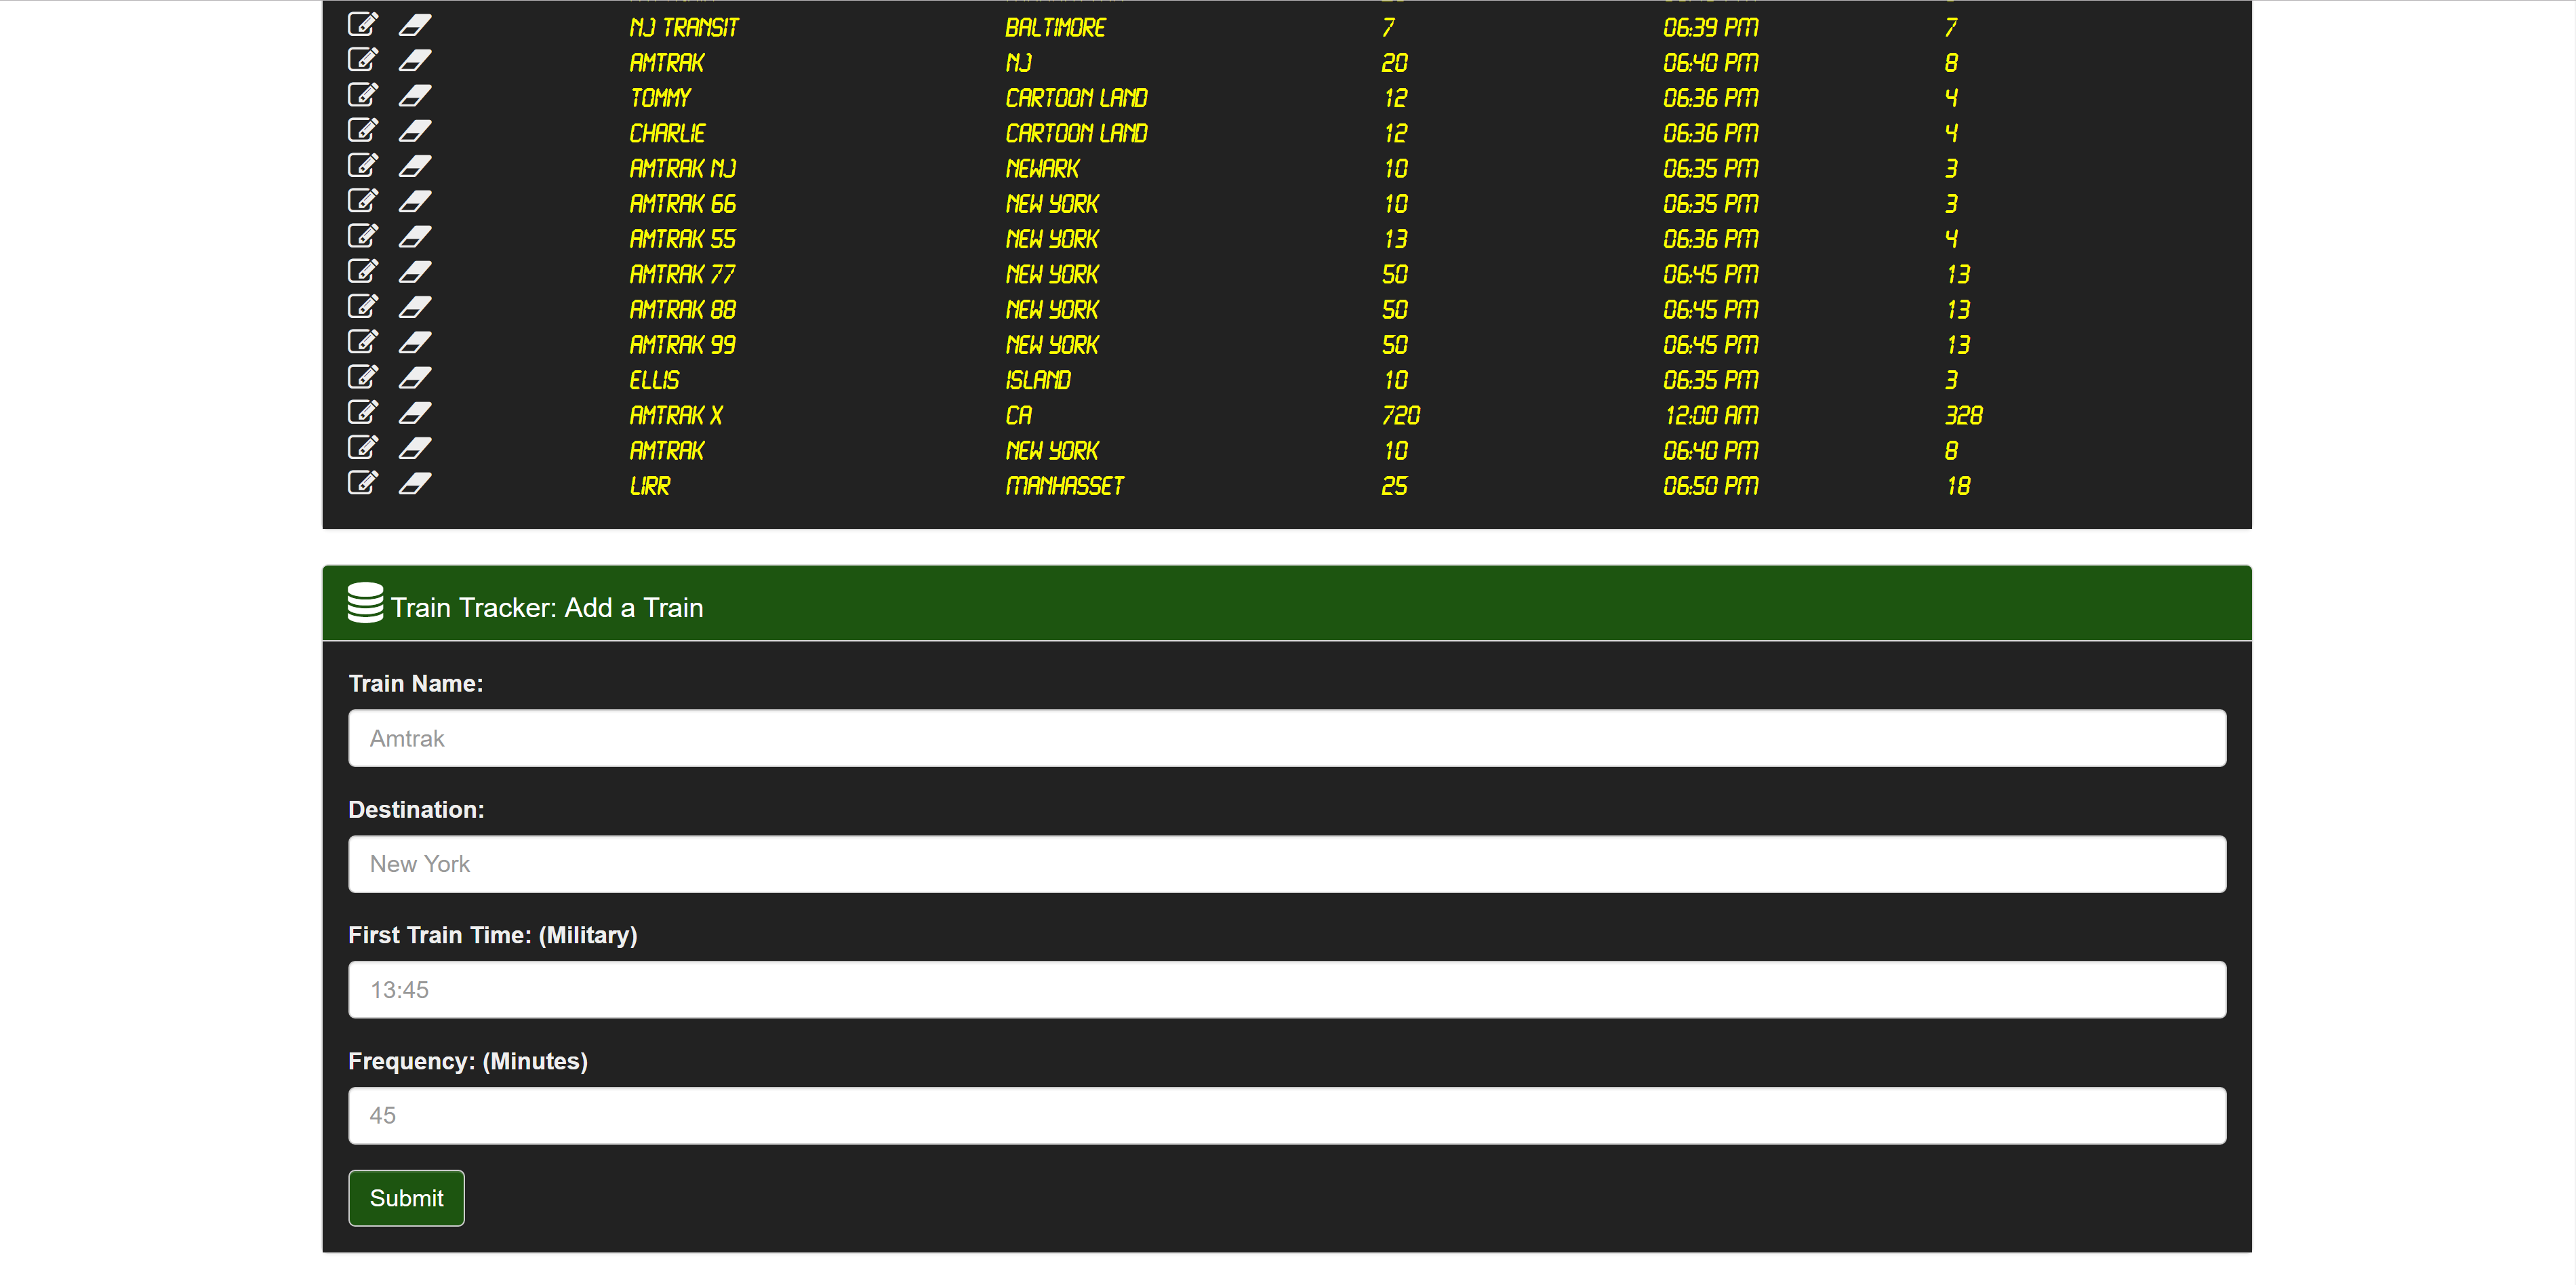 NJ TRANSIT BALTIMORE 7 06:39 PM 7
AMTRAK NJ 20 06:40 PM 8
TOMMY CARTOON LAND 12 06:36 PM 4
CHARLIE CARTOON LAND 12 06:36 PM 4
AMTRAK NJ NEWARK 10 06:35 PM 3
AMTRAK 66 NEW YORK 10 06:35 PM 3
AMTRAK 55 NEW YORK 13 06:36 PM 4
AMTRAK 77 NEW YORK 50 06:45 PM 13
AMTRAK 88 NEW YORK 50 06:45 PM 13
AMTRAK 99 NEW YORK 50 06:45 PM 13
ELLIS ISLAND 10 06:35 PM 3
AMTRAK X CA 720 12:00 AM 328
AMTRAK NEW YORK 10 06:40 PM 8
LIRR MANHASSET 25 06:50 PM 18
Train Tracker: Add a Train
Train Name:
Amtrak
Destination:
New York
First Train Time: (Military)
13:45
Frequency: (Minutes)
45
Submit